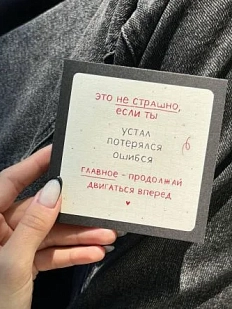 это не страшно,
если ты
устал
потерялся
ошибся
главное - продолжай
двигаться вперед